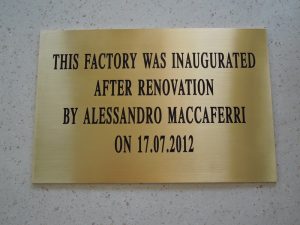 THIS FACTORY WAS INAUGURATED
AFTER RENOVATION
BY ALESSANDRO MACCAFERRI
ON 17.07.2012